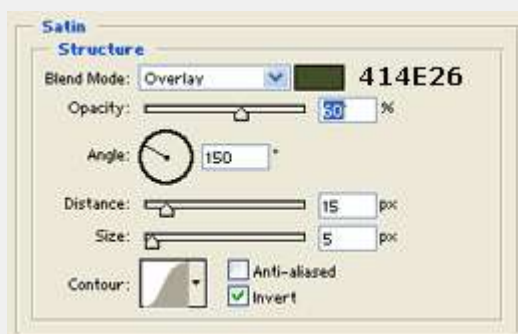 Satin
Structure
Blend Mode: Overlay 414E26
Opacity: 60 %
Angle: 150 °
Distance: 15 px
Size: 5 px
Contour: Anti-aliased
Invert